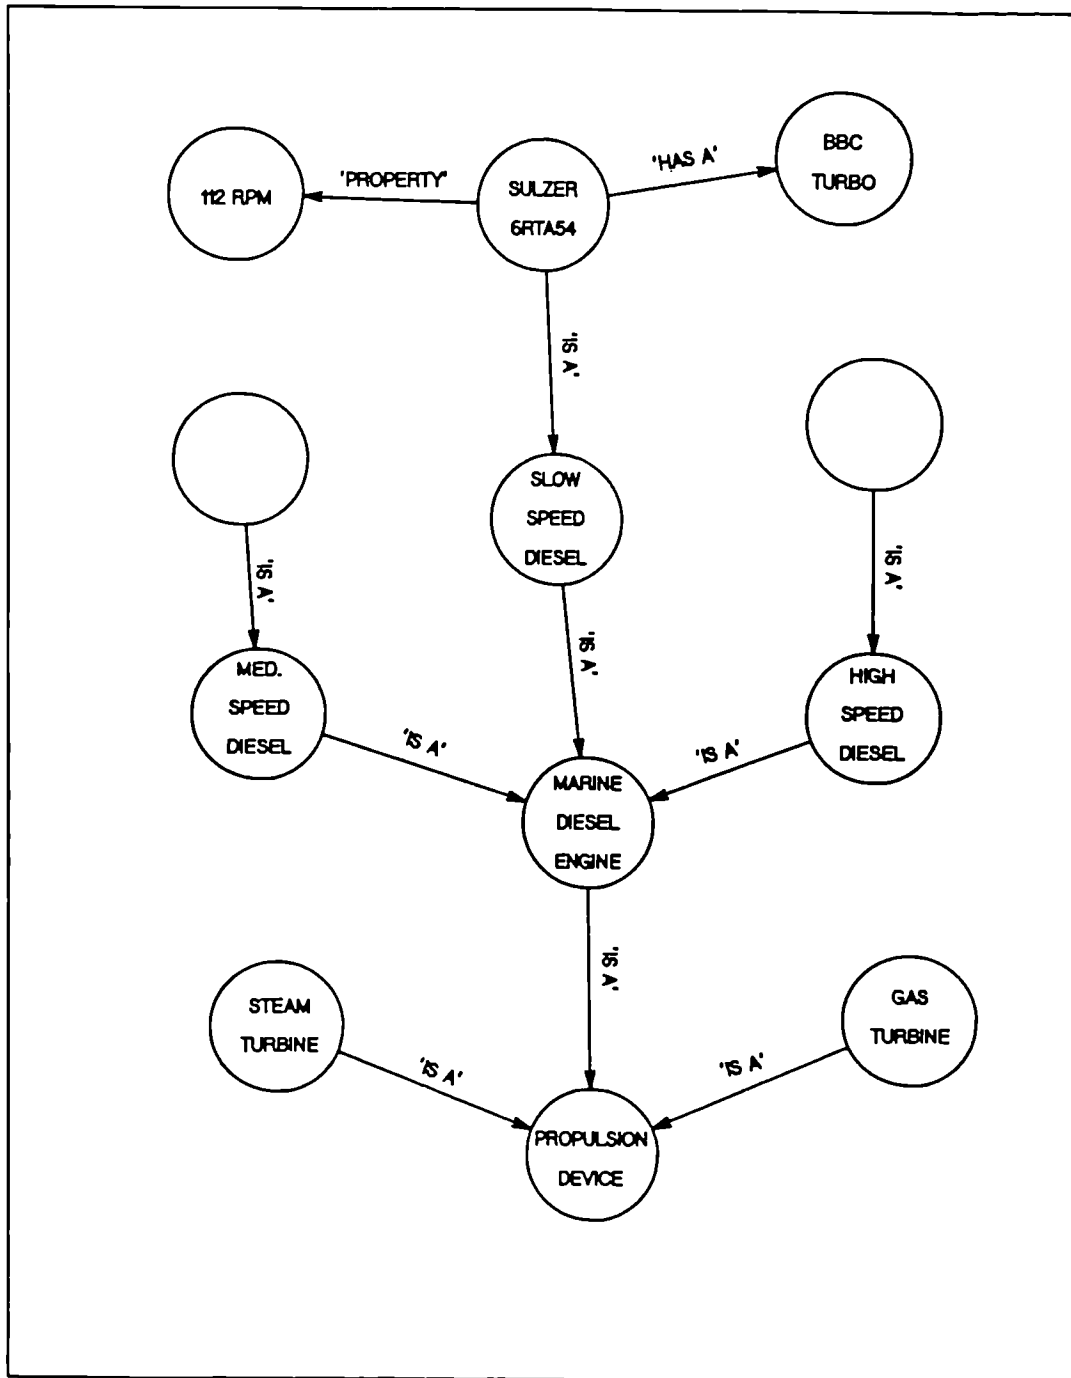 112 RPM
'PROPERTY'
SULZER
6RTA54
'HAS A'
BBC
TURBO
'IS A'
SLOW
SPEED
DIESEL
'IS A'
'IS A'
MED.
SPEED
DIESEL
'IS A'
HIGH
SPEED
DIESEL
'IS A'
'IS A'
MARINE
DIESEL
ENGINE
'IS A'
STEAM
TURBINE
GAS
TURBINE
'IS A'
'IS A'
PROPULSION
DEVICE